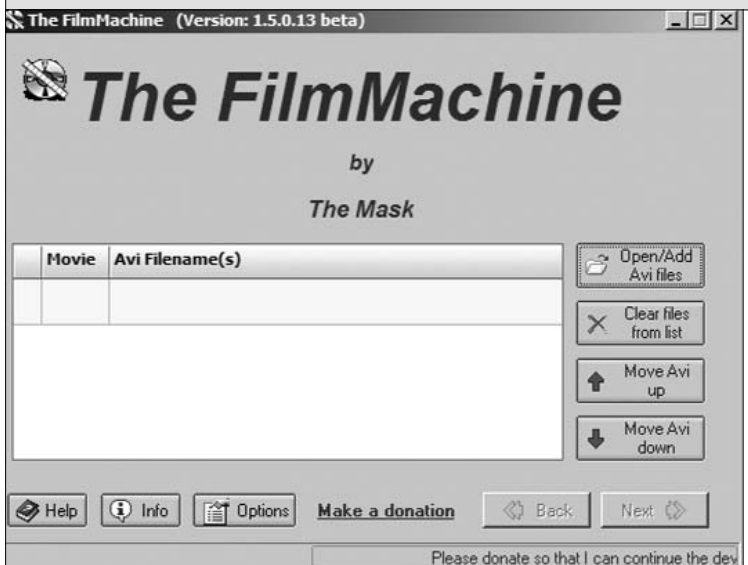 The FilmMachine (Version: 1.5.0.13 beta)
The FilmMachine
by
The Mask
Movie Avi Filename(s)
Open/Add
Avi files
Clear files
from list
Move Avi
up
Move Avi
down
Help Info Options Make a donation Back Next
Please donate so that I can continue the dev